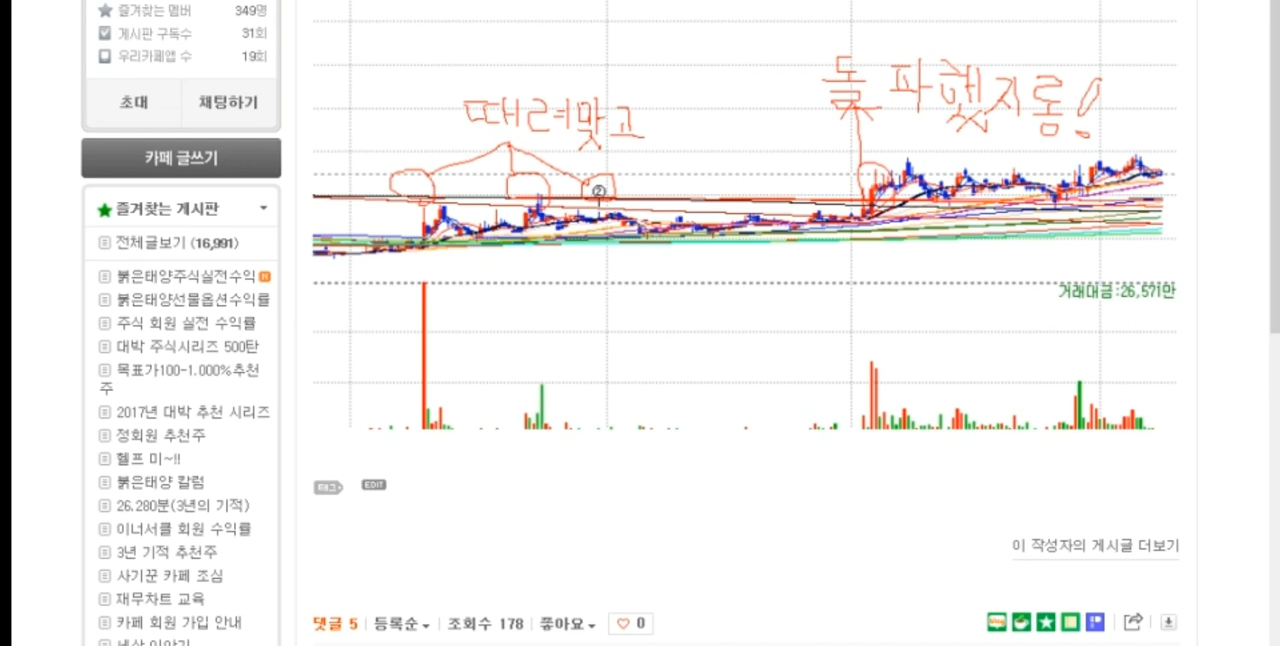 즐겨찾는 멤버 349명
게시판 구독수 31회
우리카페앱 수 19회
초대 채팅하기
카페 글쓰기
즐겨찾는 게시판
전체글보기 (16,991)
붉은태양주식실전수익
붉은태양선물옵션수익률
주식 회원 실전 수익률
대박 주식시리즈 500탄
목표가100-1.000%추천
주
2017년 대박 추천 시리즈
정회원 추천주
헬프 미~!!
붉은태양 칼럼
26.280분(3년의 기적)
이너서클 회원 수익률
3년 기적 추천주
사기꾼 카페 조심
재무차트 교육
카페 회원 가입 안내
세상 이야기
때려맞고
돌파했지롱!
②
거래대금:26,571만
태그
EDIT
이 작성자의 게시글 더보기
댓글 5 등록순 조회수 178 좋아요 0